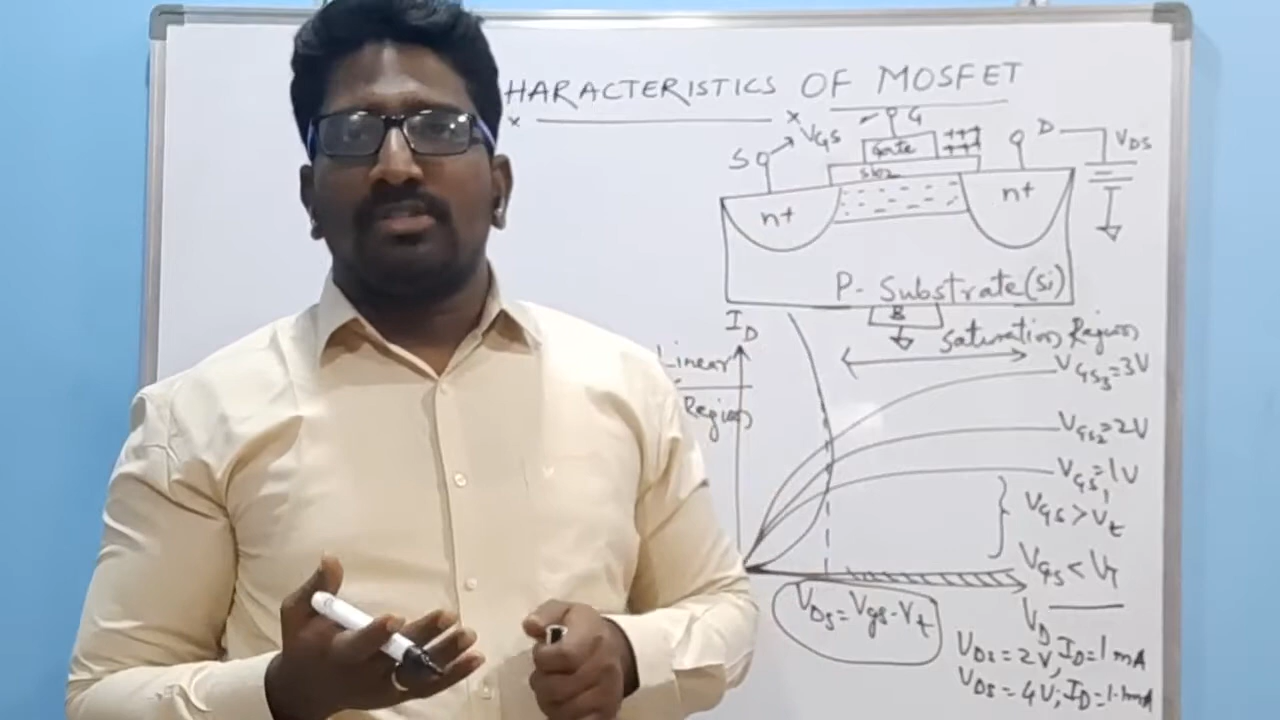 HARACTERISTICS OF MOSFET
G
S VGS Gate +++ D VDS
+++
SiO2
n+ n+
P- Substrate(Si)
B
ID
Saturation Region
Linear
Region
VGS3=3V
VGS2=2V
VGS1=1V
VGS>Vt
VGS<VT
VDS=VgS-Vt
VD
VDS=2V, ID=1mA
VDS=4V; ID=1.1mA